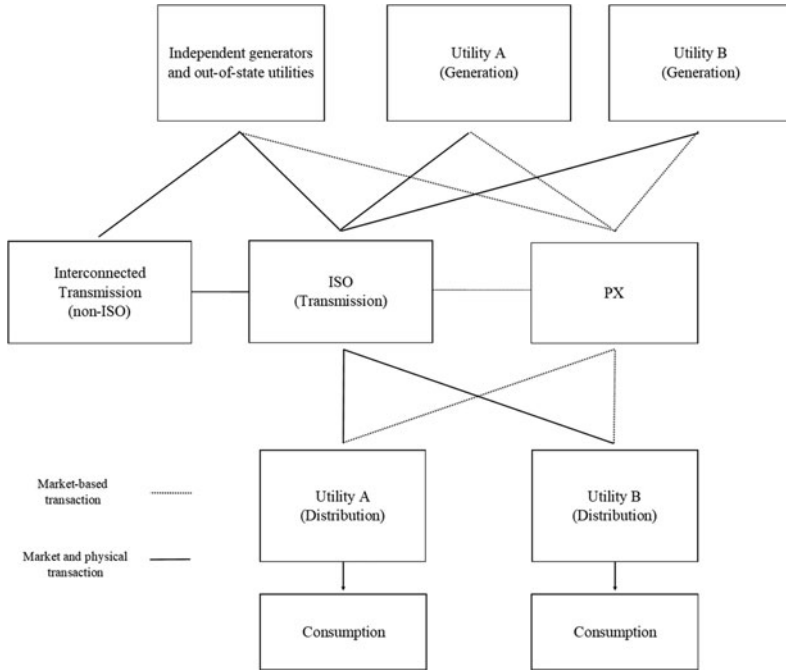 Independent generators
and out-of-state utilities
Utility A
(Generation)
Utility B
(Generation)
Interconnected
Transmission
(non-ISO)
ISO
(Transmission)
PX
Market-based
transaction
Utility A
(Distribution)
Utility B
(Distribution)
Market and physical
transaction
Consumption
Consumption